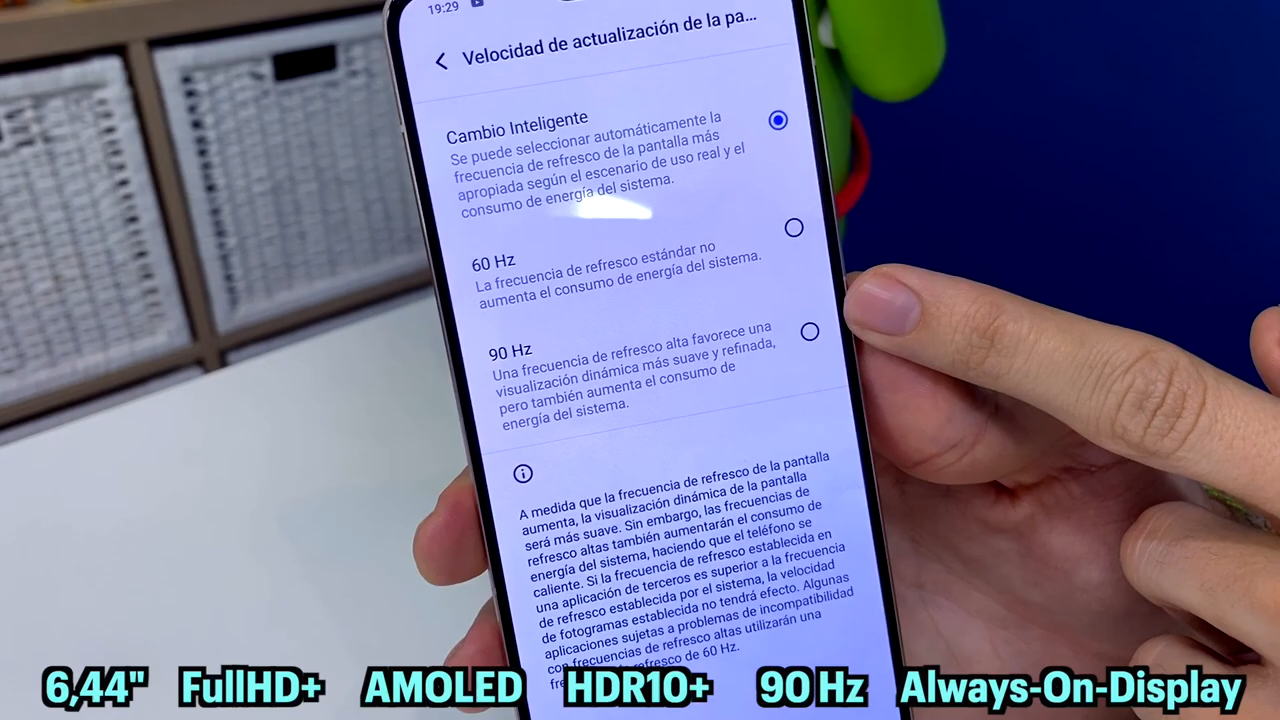 19:29
Velocidad de actualización de la pa...
Cambio Inteligente
Se puede seleccionar automáticamente la
frecuencia de refresco de la pantalla más
apropiada según el escenario de uso real y el
consumo de energía del sistema.
60 Hz
La frecuencia de refresco estándar no
aumenta el consumo de energía del sistema.
90 Hz
Una frecuencia de refresco alta favorece una
visualización dinámica más suave y refinada,
pero también aumenta el consumo de
energía del sistema.
A medida que la frecuencia de refresco de la pantalla
aumenta, la visualización dinámica de la pantalla
será más suave. Sin embargo, las frecuencias de
refresco altas también aumentarán el consumo de
energía del sistema, haciendo que el teléfono se
caliente. Si la frecuencia de refresco establecida en
una aplicación de terceros es superior a la frecuencia
de refresco establecida por el sistema, la velocidad
de fotogramas establecida no tendrá efecto. Algunas
aplicaciones sujetas a problemas de incompatibilidad
con frecuencias de refresco altas utilizarán una
refresco de 60 Hz.
6,44" FullHD+ AMOLED HDR10+ 90 Hz Always-On-Display